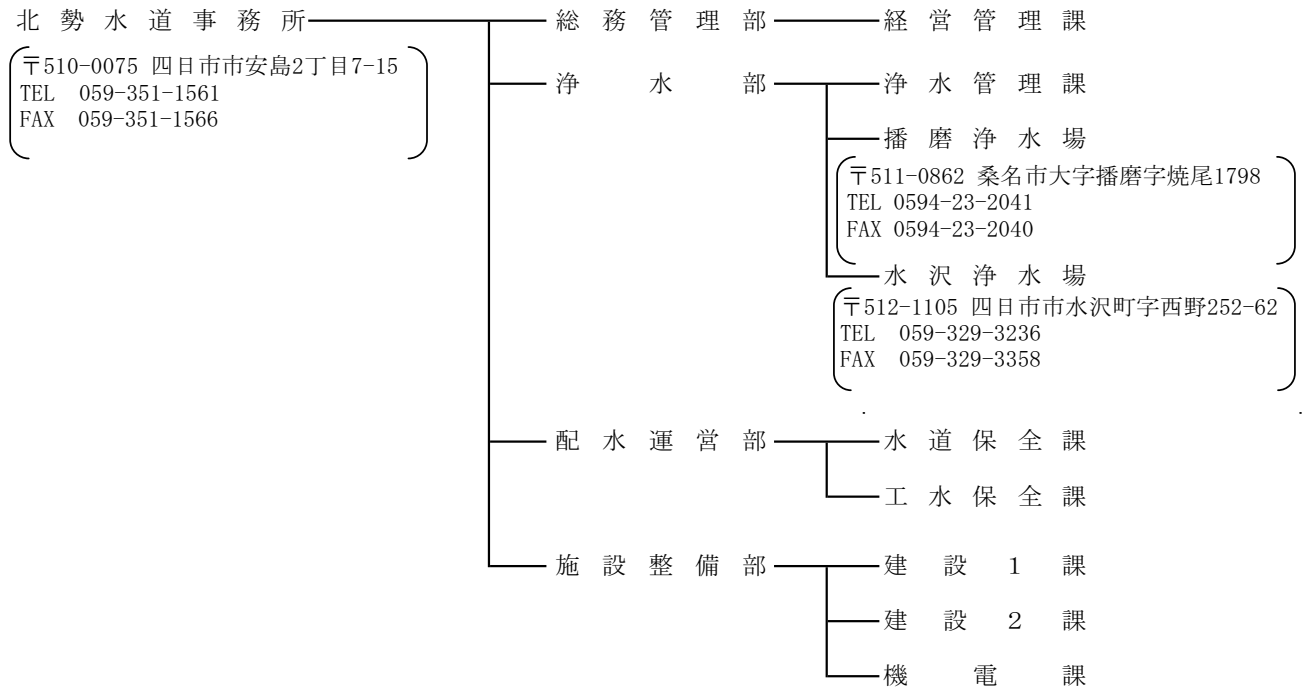 北勢水道事務所 総務管理部 経営管理課
〒510-0075 四日市市安島2丁目7-15
TEL 059-351-1561
FAX 059-351-1566
浄水部 浄水管理課
播磨浄水場
〒511-0862 桑名市大字播磨字焼尾1798
TEL 0594-23-2041
FAX 0594-23-2040
水沢浄水場
〒512-1105 四日市市水沢町字西野252-62
TEL 059-329-3236
FAX 059-329-3358
配水運営部 水道保全課
工水保全課
施設整備部 建設1課
建設2課
機電課